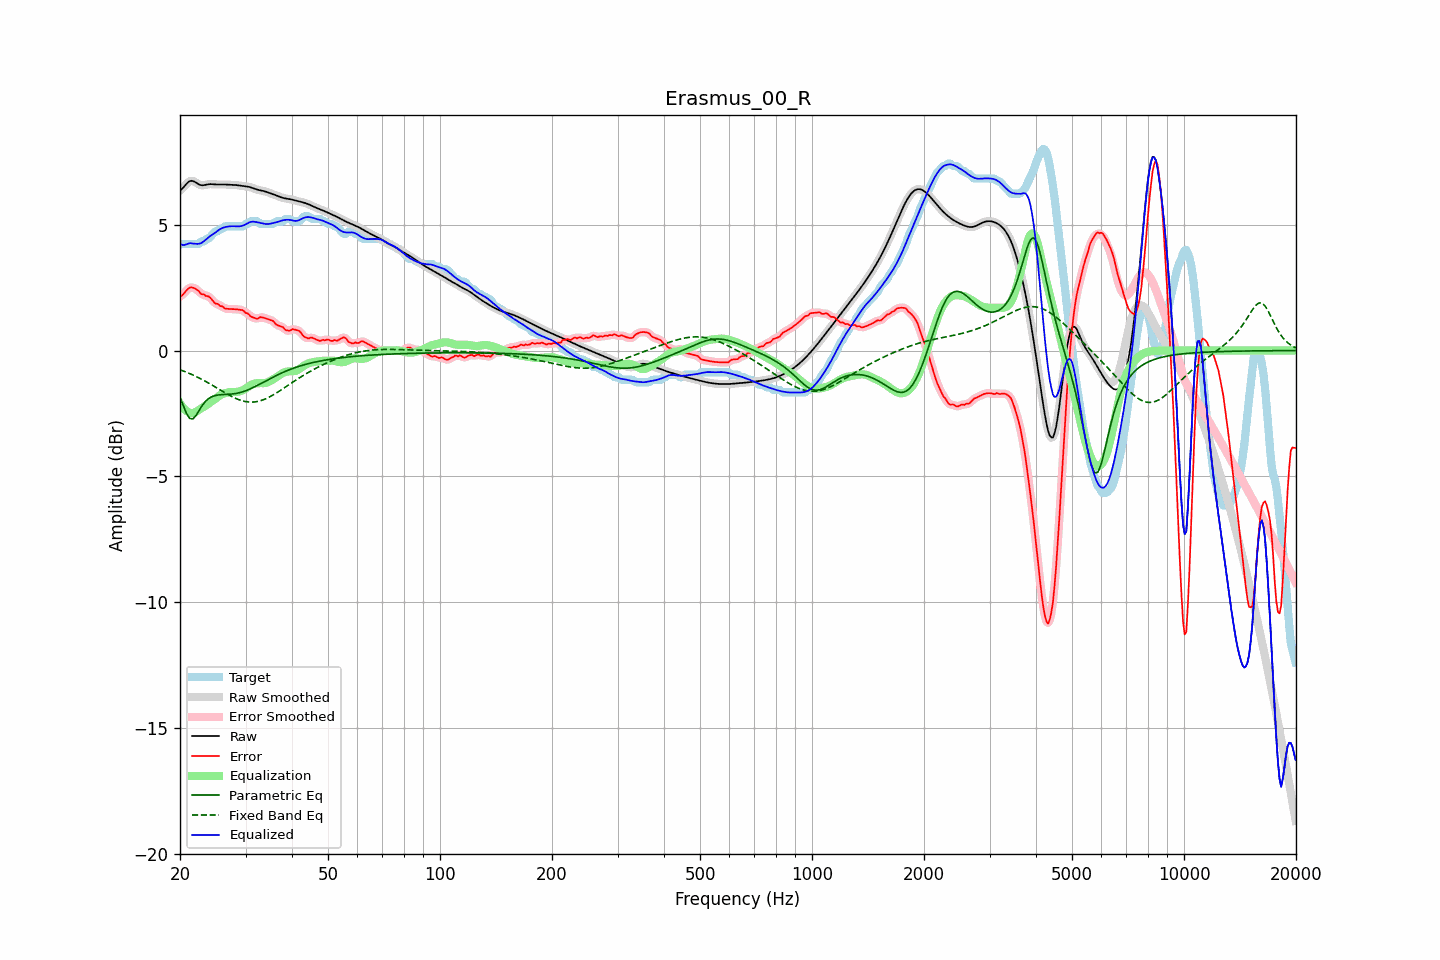 Erasmus_00_R
Amplitude (dBr)
5
0
−5
−10
−15
−20
Target
Raw Smoothed
Error Smoothed
Raw
Error
Equalization
Parametric Eq
Fixed Band Eq
Equalized
20 50 100 200 500 1000 2000 5000 10000 20000
Frequency (Hz)